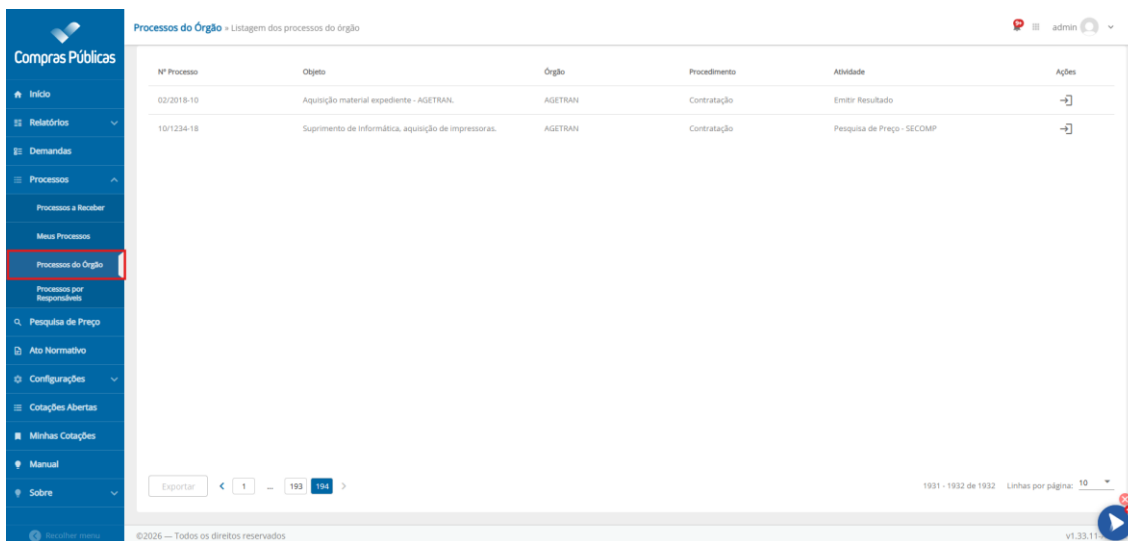 Compras Públicas
Início
Relatórios
Demandas
Processos
Processos a Receber
Meus Processos
Processos do Órgão
Processos por
Responsáveis
Pesquisa de Preço
Ato Normativo
Configurações
Cotações Abertas
Minhas Cotações
Manual
Sobre
Recolher menu
Processos do Órgão » Listagem dos processos do órgão
9+ admin
Nº Processo Objeto Órgão Procedimento Atividade Ações
02/2018-10 Aquisição material expediente - AGETRAN. AGETRAN Contratação Emitir Resultado
10/1234-18 Suprimento de Informática, aquisição de impressoras. AGETRAN Contratação Pesquisa de Preço - SECOMP
Exportar 1 ... 193 194 1931 - 1932 de 1932 Linhas por página: 10
©2026 — Todos os direitos reservados v1.33.11